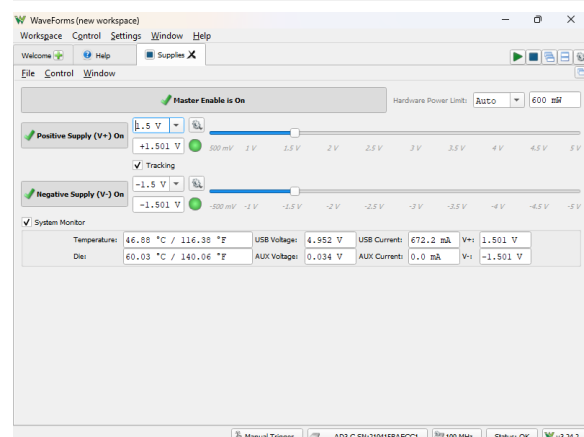 WaveForms (new workspace)
Workspace Control Settings Window Help
Welcome Help Supplies
File Control Window
Master Enable is On Hardware Power Limit: Auto 600 mW
Positive Supply (V+) On 1.5 V
+1.501 V 500 mV 1 V 1.5 V 2 V 2.5 V 3 V 3.5 V 4 V 4.5 V 5 V
Tracking
Negative Supply (V-) On -1.5 V
-1.501 V -500 mV -1 V -1.5 V -2 V -2.5 V -3 V -3.5 V -4 V -4.5 V -5 V
System Monitor
Temperature: 46.88 °C / 116.38 °F USB Voltage: 4.952 V USB Current: 672.2 mA V+: 1.501 V
Die: 60.03 °C / 140.06 °F AUX Voltage: 0.034 V AUX Current: 0.0 mA V-: -1.501 V
Manual Trigger 100 MHz Status: OK